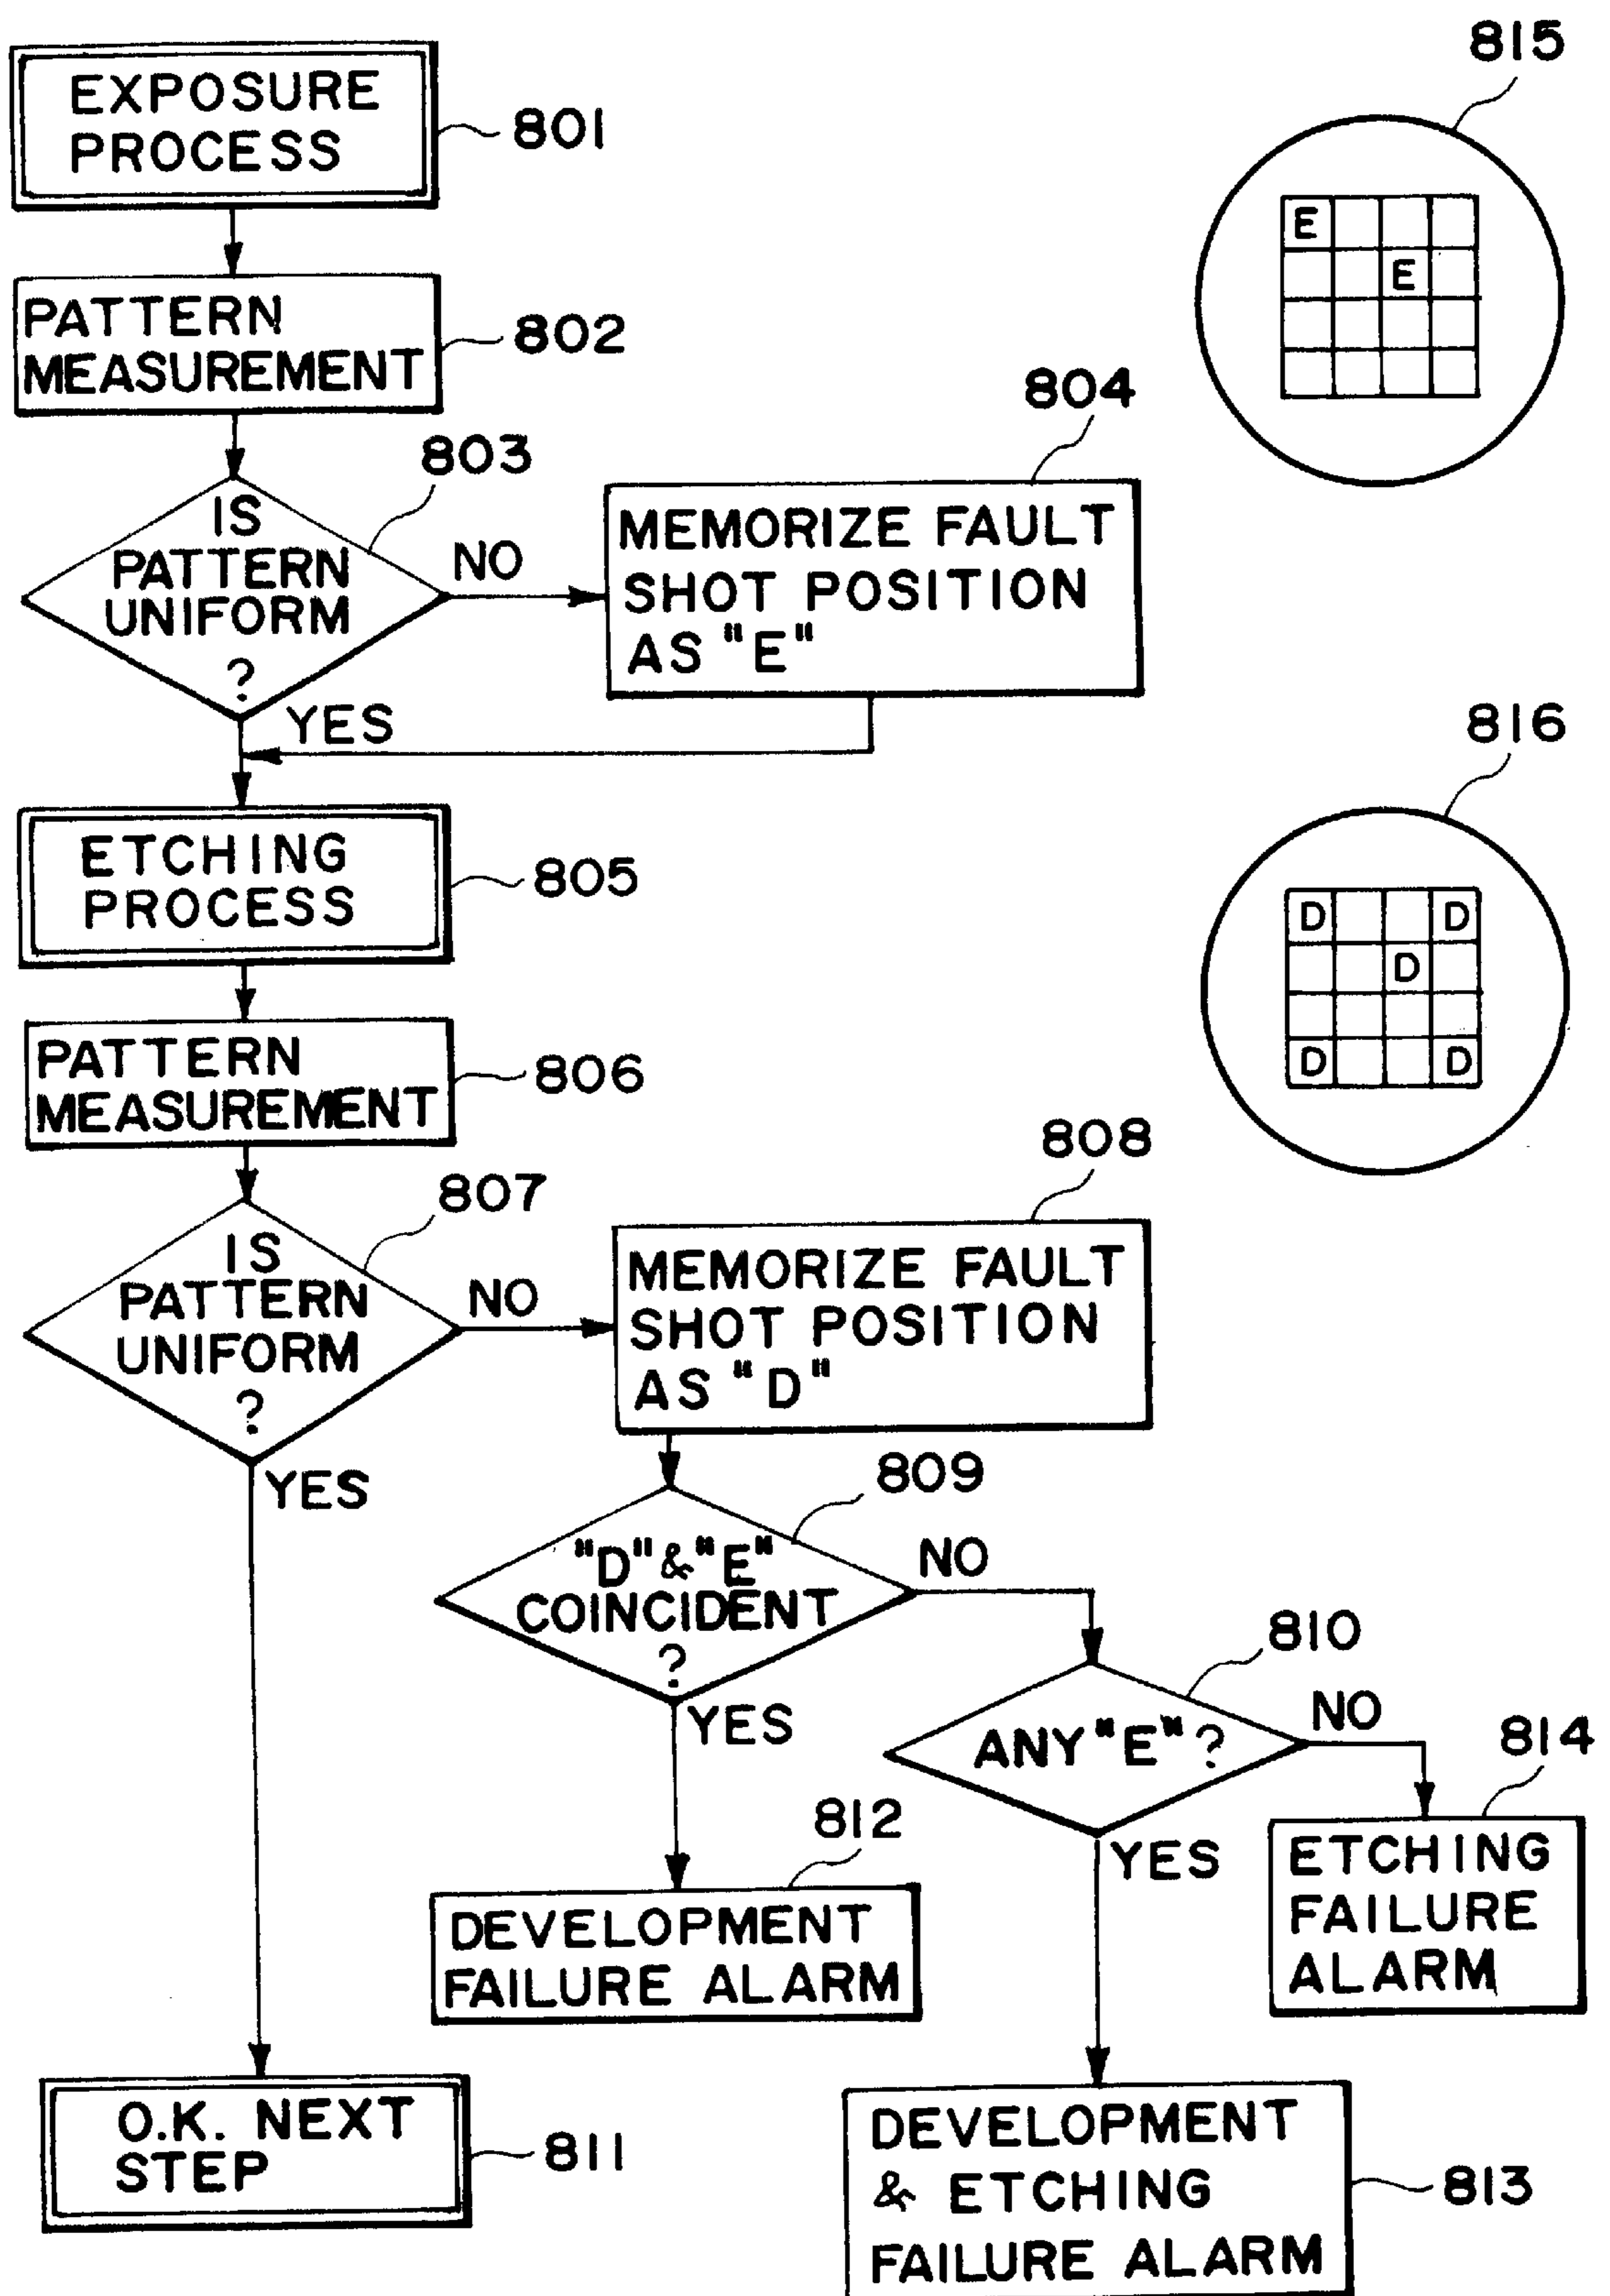 EXPOSURE
PROCESS
801
815
E
E
PATTERN
MEASUREMENT
802
803
804
IS
PATTERN
UNIFORM
?
NO
YES
MEMORIZE FAULT
SHOT POSITION
AS "E"
816
D D
D
D D
ETCHING
PROCESS
805
PATTERN
MEASUREMENT
806
807
808
IS
PATTERN
UNIFORM
?
NO
YES
MEMORIZE FAULT
SHOT POSITION
AS "D"
809
"D" & "E"
COINCIDENT
?
NO
YES
810
ANY "E" ?
NO
YES
814
ETCHING
FAILURE
ALARM
812
DEVELOPMENT
FAILURE ALARM
O.K. NEXT
STEP
811
DEVELOPMENT
& ETCHING
FAILURE ALARM
813